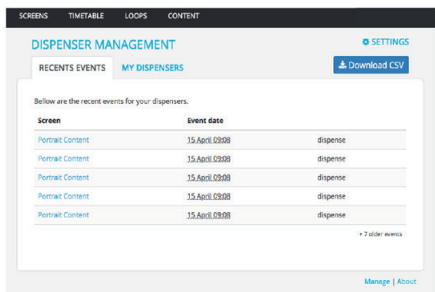 SCREENS TIMETABLE LOOPS CONTENT
DISPENSER MANAGEMENT SETTINGS
RECENTS EVENTS MY DISPENSERS Download CSV
Bellow are the recent events for your dispensers.
Screen Event date
Portrait Content 15 April 09:08 dispense
Portrait Content 15 April 09:08 dispense
Portrait Content 15 April 09:08 dispense
Portrait Content 15 April 09:08 dispense
Portrait Content 15 April 09:08 dispense
+ 7 older events
Manage | About